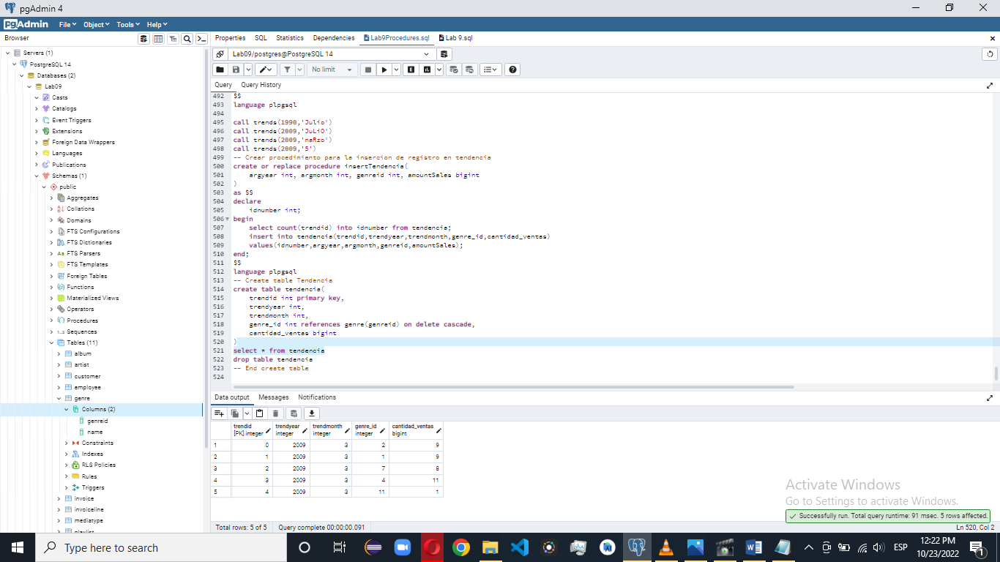 pgAdmin 4
pgAdmin File Object Tools Help
Browser
Properties SQL Statistics Dependencies Lab9Procedures.sql Lab 9.sql
Servers (1)
PostgreSQL 14
Databases (2)
Lab09
Casts
Catalogs
Event Triggers
Extensions
Foreign Data Wrappers
Languages
Publications
Schemas (1)
public
Aggregates
Collations
Domains
FTS Configurations
FTS Dictionaries
Aa FTS Parsers
FTS Templates
Foreign Tables
Functions
Materialized Views
Operators
Procedures
1..3 Sequences
Tables (11)
album
artist
customer
employee
genre
Columns (2)
genreid
name
Constraints
Indexes
RLS Policies
Rules
Triggers
invoice
invoiceline
mediatype
playlist
Lab09/postgres@PostgreSQL 14
No limit
Query Query History
492 $$
493 language plpgsql
494
495 call trends(1990,'Julio')
496 call trends(2009,'JuLiO')
497 call trends(2009,'maRzo')
498 call trends(2009,'5')
499 -- Crear procedimiento para la insercion de registro en tendencia
500 create or replace procedure insertTendencia(
501 argyear int, argmonth int, genreid int, amountSales bigint
502 )
503 as $$
504 declare
505 idnumber int;
506 begin
507 select count(trendid) into idnumber from tendencia;
508 insert into tendencia(trendid,trendyear,trendmonth,genre_id,cantidad_ventas)
509 values(idnumber,argyear,argmonth,genreid,amountSales);
510 end;
511 $$
512 language plpgsql
513 -- Create table Tendencia
514 create table tendencia(
515 trendid int primary key,
516 trendyear int,
517 trendmonth int,
518 genre_id int references genre(genreid) on delete cascade,
519 cantidad_ventas bigint
520 )
521 select * from tendencia
522 drop table tendencia
523 -- End create table
524
Data output Messages Notifications
trendid trendyear trendmonth genre_id cantidad_ventas
[PK] integer integer integer integer bigint
1 0 2009 3 2 9
2 1 2009 3 1 9
3 2 2009 3 7 8
4 3 2009 3 4 11
5 4 2009 3 11 1
Activate Windows
Go to Settings to activate Windows.
Successfully run. Total query runtime: 91 msec. 5 rows affected.
Total rows: 5 of 5 Query complete 00:00:00.091 Ln 520, Col 2
Type here to search
ESP
12:22 PM
10/23/2022
1